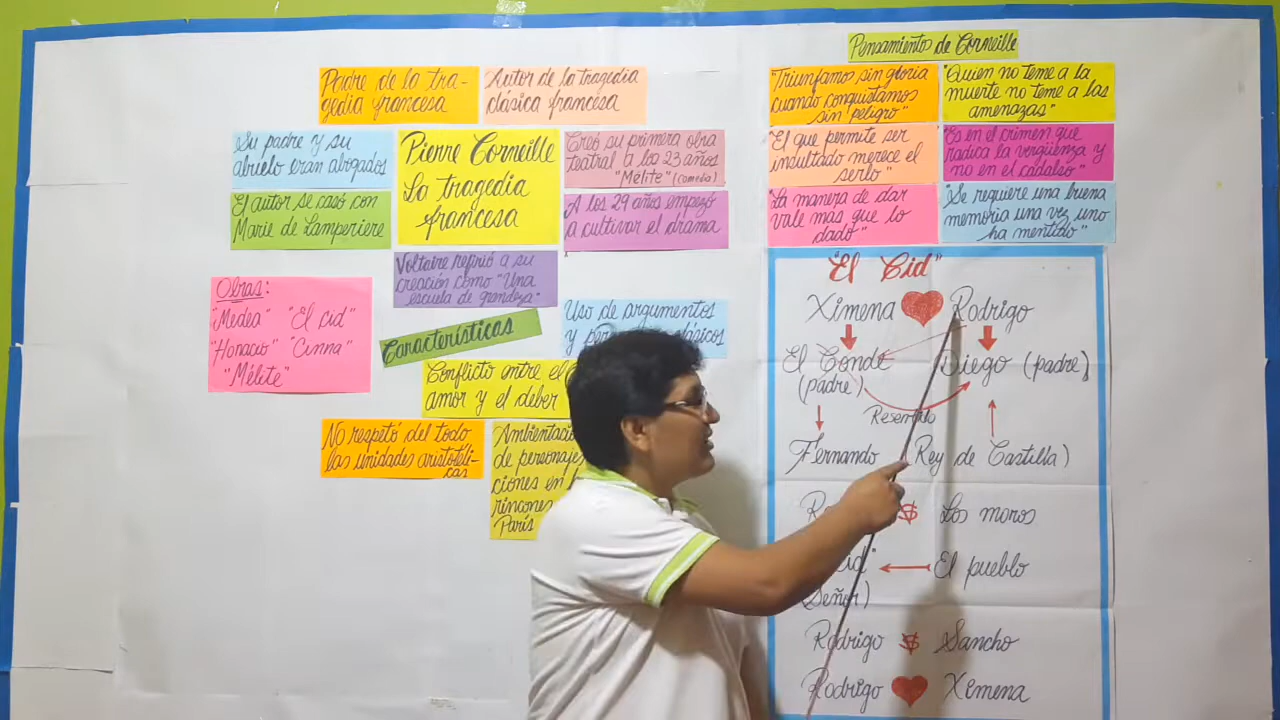 Pensamientos de Corneille
Padre de la tra-
gedia francesa
Autor de la tragedia
clásica francesa
"Triunfamos sin gloria
cuando conquistamos
sin peligro"
"Quien no teme a la
muerte no teme a las
amenazas"
Su padre y su
abuelo eran abogados
Pierre Corneille
La tragedia
francesa
Creó su primera obra
teatral a los 23 años
"Mélite" (comedia)
"El que permite ser
insultado merece el
serlo"
"Es en el crimen que
radica la vergüenza y
no en el cadalso"
El autor se casó con
Marie de Lamperiere
A los 29 años empezó
a cultivar el drama
"La manera de dar
vale más que lo
dado"
"Se requiere una buena
memoria una vez uno
ha mentido"
Voltaire refirió a su
creación como "Una
escuela de grandeza"
Obras:
"Medea" "El cid"
"Horacio" "Cinna"
"Mélite"
Características
Uso de argumentos
y
Conflicto entre el
amor y el deber
No respetó del todo
las unidades aristotéli-
cas
de personajes
rincones
París
"El Cid"
Ximena Rodrigo
El Conde Diego (padre)
(padre)
Fernando (Rey de Castilla)
VS Los moros
El pueblo
(Señor)
Rodrigo VS Sancho
Rodrigo Ximena